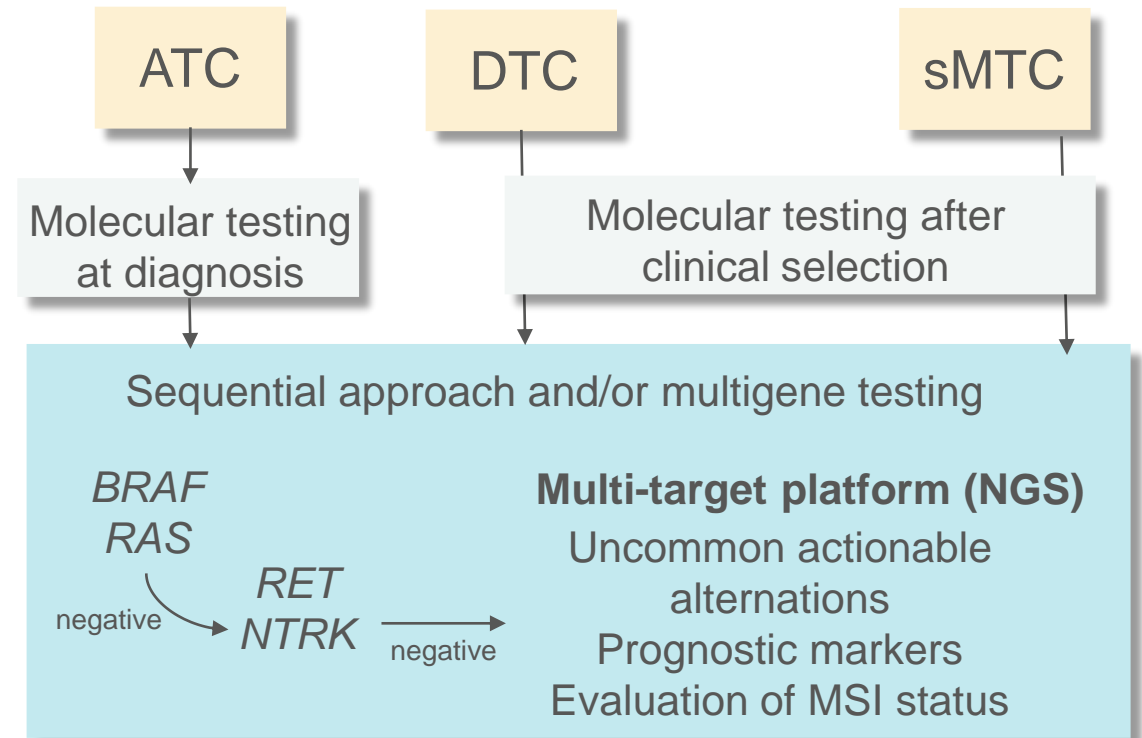 ATC
DTC
sMTC
Molecular testing
at diagnosis
Molecular testing after
clinical selection
Sequential approach and/or multigene testing
BRAF
RAS
negative
RET
NTRK
negative
Multi-target platform (NGS)
Uncommon actionable
alternations
Prognostic markers
Evaluation of MSI status